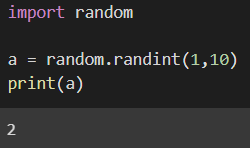 import random
a = random.randint(1,10)
print(a)
2